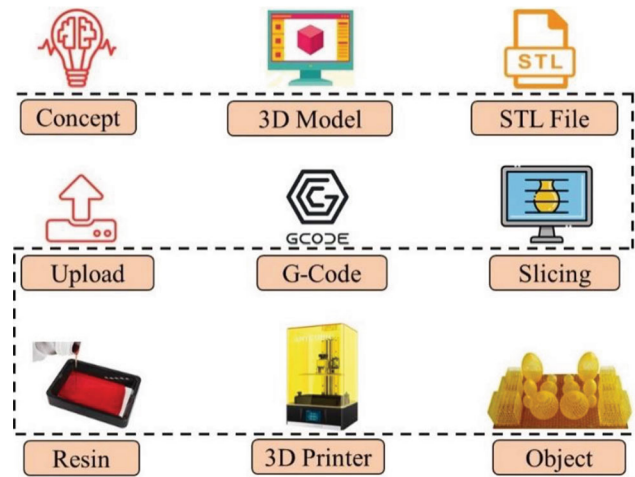 STL
Concept
3D Model
STL File
GCODE
Upload
G-Code
Slicing
Resin
3D Printer
Object